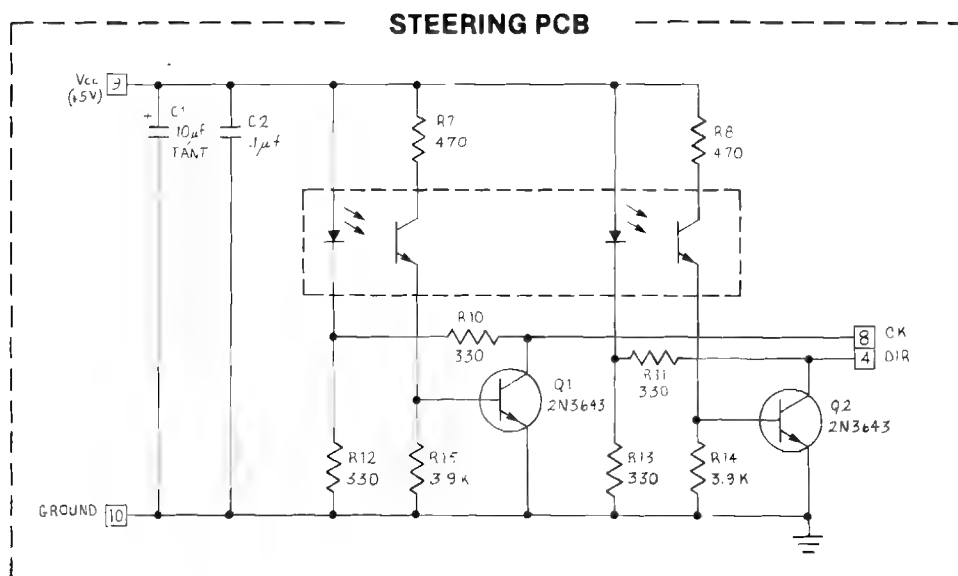 STEERING PCB
Vcc
(+5V)
+
C1
10µf
TANT
C2
.1µf
R7
470
R8
470
R10
330
8 CK
4 DIR
R11
330
Q1
2N3643
Q2
2N3643
R12
330
R15
3.9K
R13
330
R14
3.9K
GROUND 10